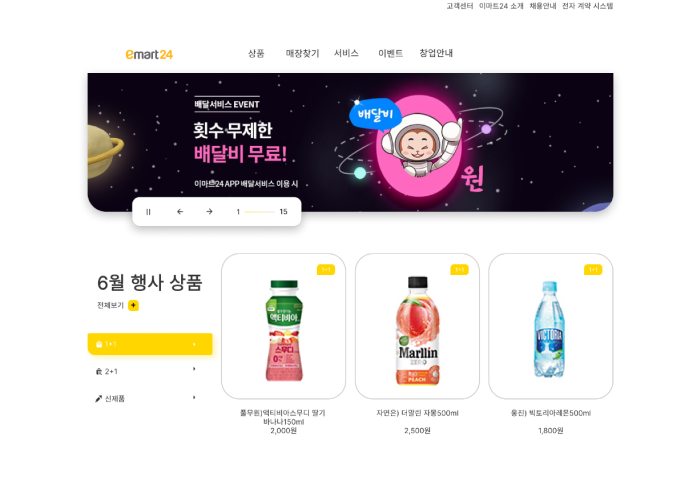 고객센터 이마트24 소개 채용안내 전자 계약 시스템
emart24
상품 매장찾기 서비스 이벤트 창업안내
배달서비스 EVENT
횟수 무제한
배달비 무료!
이마트24 APP 배달서비스 이용 시
배달비
원
1 15
6월 행사 상품
전체보기 +
1+1
2+1
신제품
1+1
액티비아
스무디
0%
풀무원)액티비아스무디 딸기
바나나150ml
2,000원
1+1
Marllin
ZERO
PEACH
자연은) 더말린 자몽500ml
2,500원
1+1
VICTORIA
웅진) 빅토리아레몬500ml
1,800원